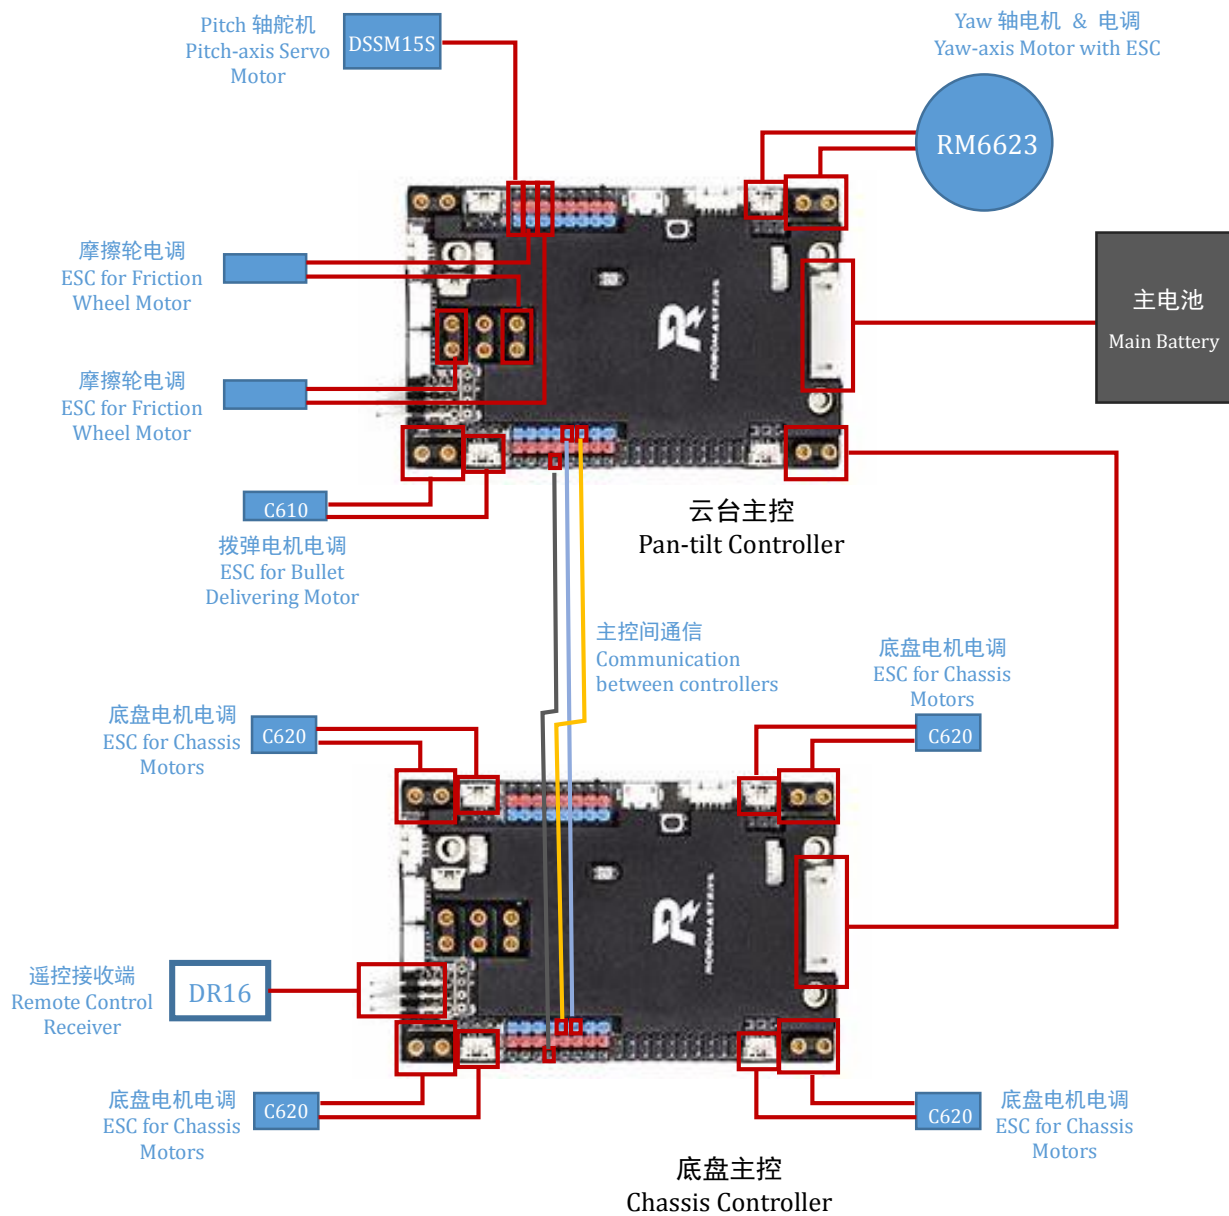 Pitch 轴舵机
Pitch-axis Servo
Motor
DSSM15S
Yaw 轴电机 & 电调
Yaw-axis Motor with ESC
RM6623
摩擦轮电调
ESC for Friction
Wheel Motor
主电池
Main Battery
ROBOMASTERS
摩擦轮电调
ESC for Friction
Wheel Motor
C610
拨弹电机电调
ESC for Bullet
Delivering Motor
云台主控
Pan-tilt Controller
主控间通信
Communication
between controllers
底盘电机电调
ESC for Chassis
Motors
C620
底盘电机电调
ESC for Chassis
Motors
C620
ROBOMASTERS
遥控接收端
Remote Control
Receiver
DR16
底盘电机电调
ESC for Chassis
Motors
C620
C620
底盘电机电调
ESC for Chassis
Motors
底盘主控
Chassis Controller